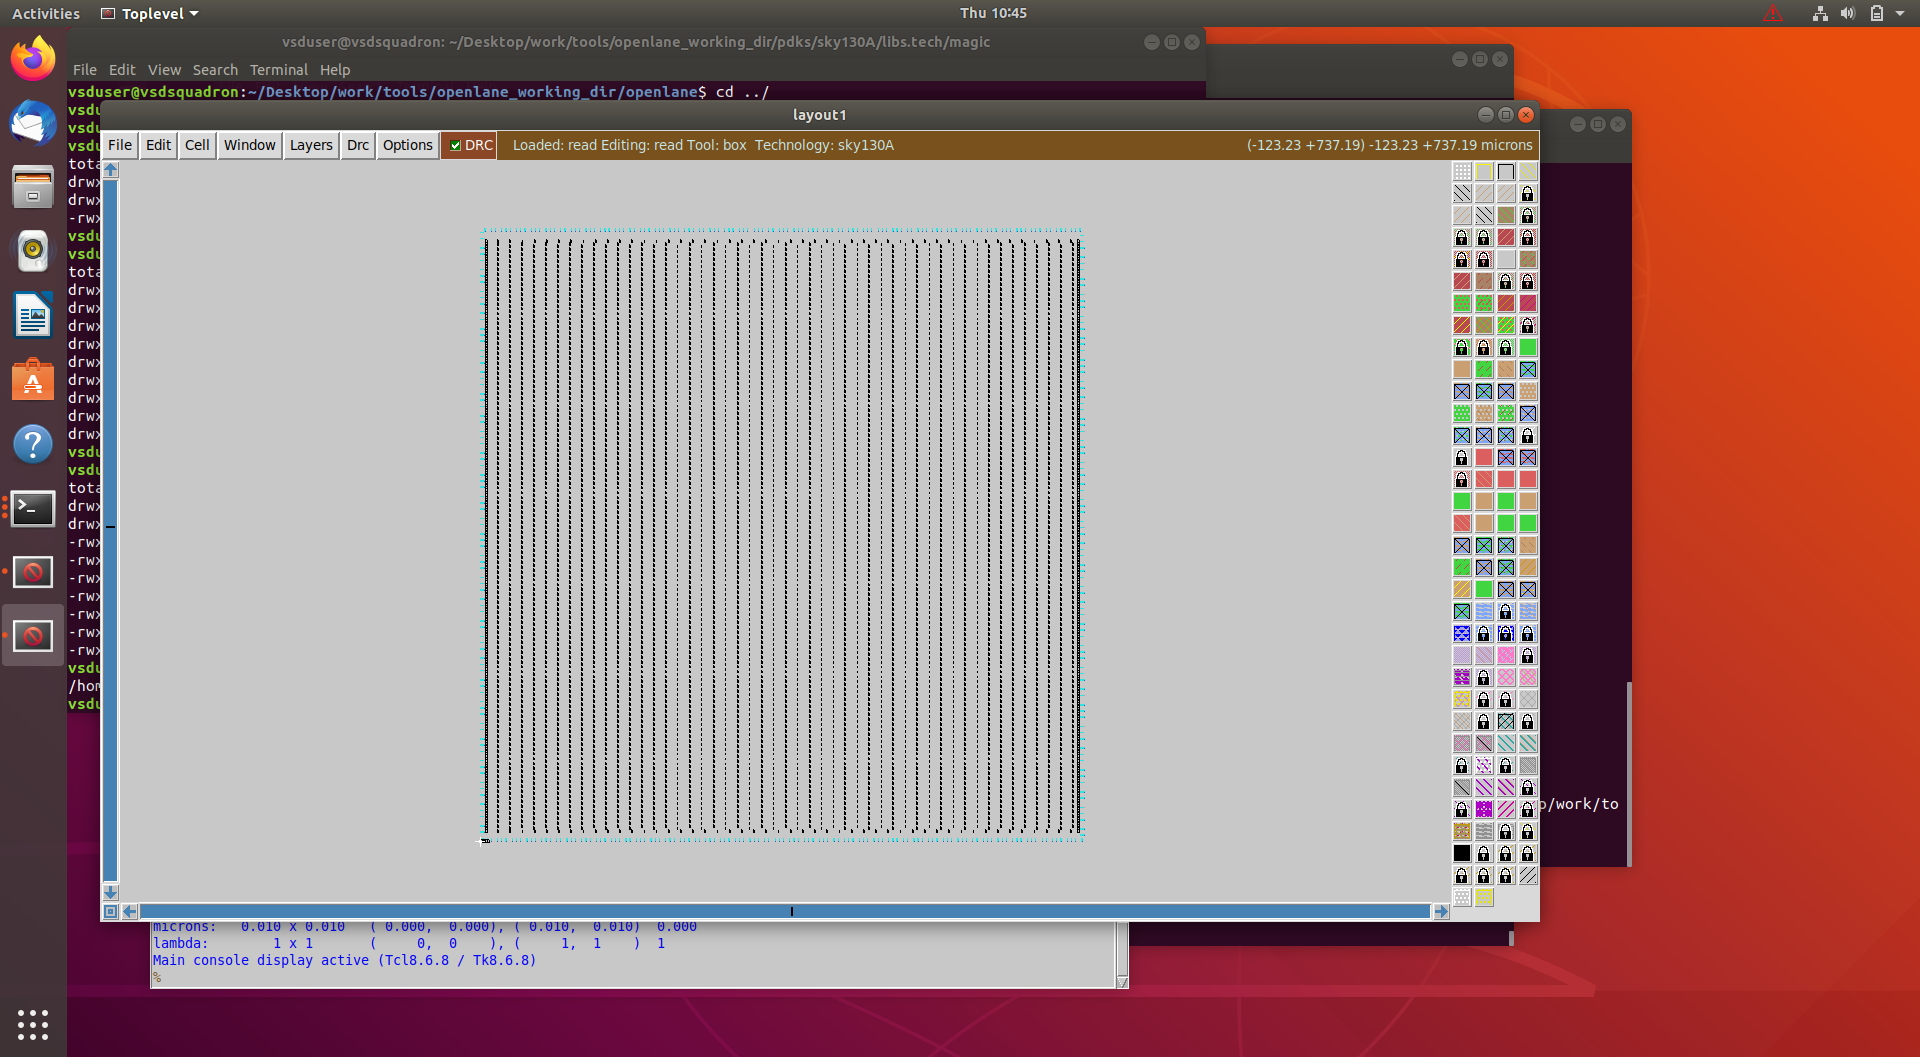 Activities Toplevel Thu 10:45
vsduser@vsdsquadron: ~/Desktop/work/tools/openlane_working_dir/pdks/sky130A/libs.tech/magic
File Edit View Search Terminal Help
vsduser@vsdsquadron:~/Desktop/work/tools/openlane_working_dir/openlane$ cd ../
vsdu
layout1
vsdu
vsdu
File Edit Cell Window Layers Drc Options DRC Loaded: read Editing: read Tool: box Technology: sky130A (-123.23 +737.19) -123.23 +737.19 microns
tota
drwx
drwx
-rwx
vsdu
vsdu
tota
drwx
drwx
drwx
drwx
drwx
drwx
drwx
drwx
drwx
vsdu
vsdu
tota
drwx
drwx
-rwx
-rwx
-rwx
-rwx
-rwx
-rwx
-rwx
vsdu
/hom
vsdu
p/work/to
microns: 0.010 x 0.010 ( 0.000, 0.000), ( 0.010, 0.010) 0.000
lambda: 1 x 1 ( 0, 0 ), ( 1, 1 ) 1
Main console display active (Tcl8.6.8 / Tk8.6.8)
%